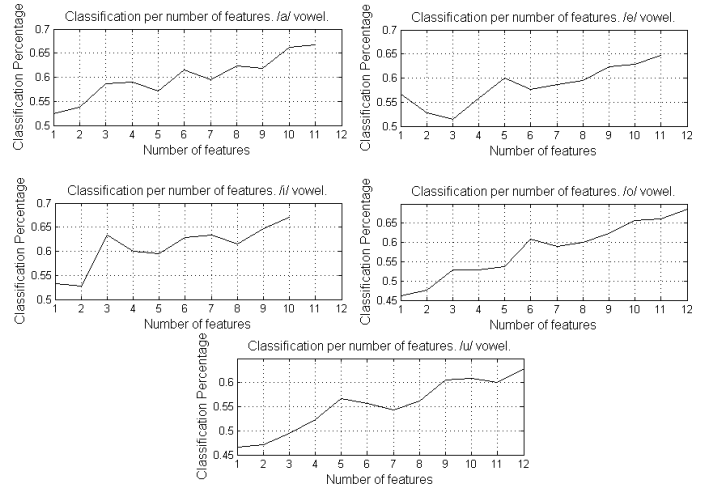 Classification per number of features. /a/ vowel.
Classification Percentage
0.7
0.65
0.6
0.55
0.5
1 2 3 4 5 6 7 8 9 10 11 12
Number of features
Classification per number of features. /e/ vowel.
Classification Percentage
0.7
0.65
0.6
0.55
0.5
1 2 3 4 5 6 7 8 9 10 11 12
Number of features
Classification per number of features. /i/ vowel.
Classification Percentage
0.7
0.65
0.6
0.55
0.5
1 2 3 4 5 6 7 8 9 10 11 12
Number of features
Classification per number of features. /o/ vowel.
Classification Percentage
0.65
0.6
0.55
0.5
0.45
1 2 3 4 5 6 7 8 9 10 11 12
Number of features
Classification per number of features. /u/ vowel.
Classification Percentage
0.6
0.55
0.5
0.45
1 2 3 4 5 6 7 8 9 10 11 12
Number of features